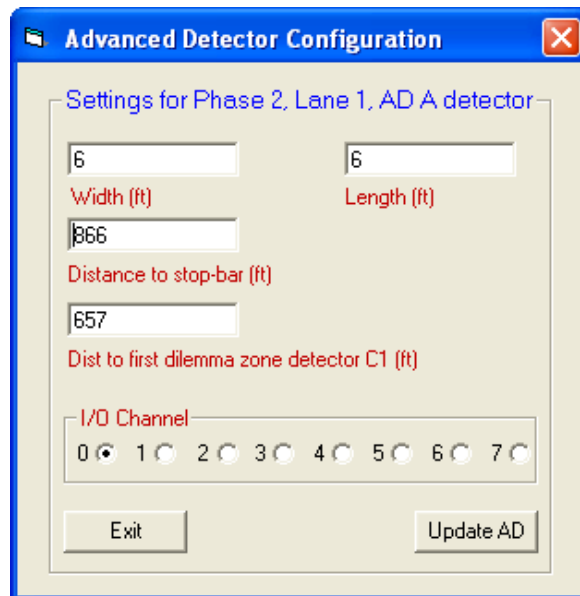 Advanced Detector Configuration
Settings for Phase 2, Lane 1, AD A detector
6 6
Width (ft) Length (ft)
866
Distance to stop-bar (ft)
657
Dist to first dilemma zone detector C1 (ft)
I/O Channel
0 1 2 3 4 5 6 7
Exit Update AD